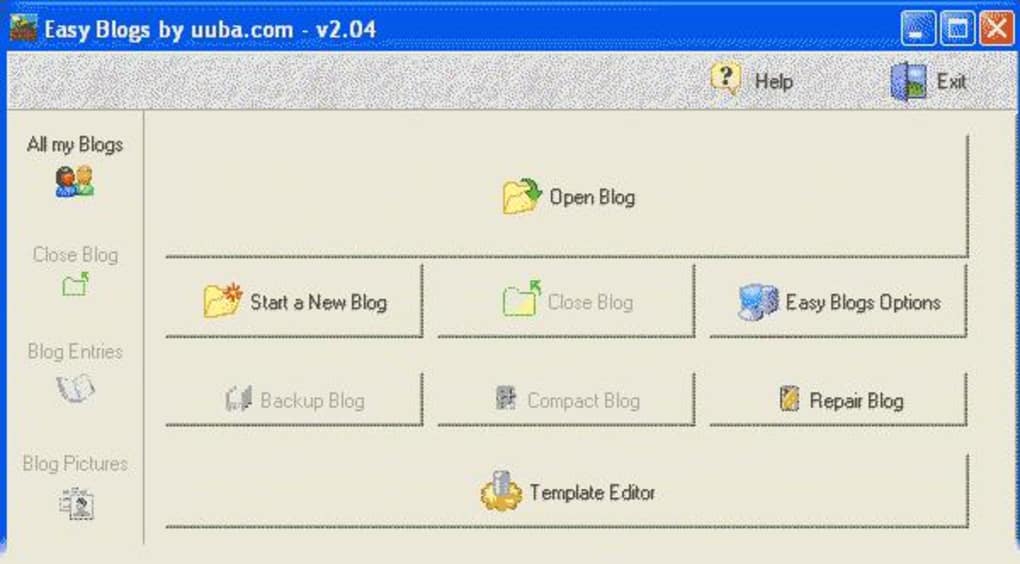 Easy Blogs by uuba.com - v2.04
Help
Exit
All my Blogs
Close Blog
Blog Entries
Blog Pictures
Open Blog
Start a New Blog
Close Blog
Easy Blogs Options
Backup Blog
Compact Blog
Repair Blog
Template Editor